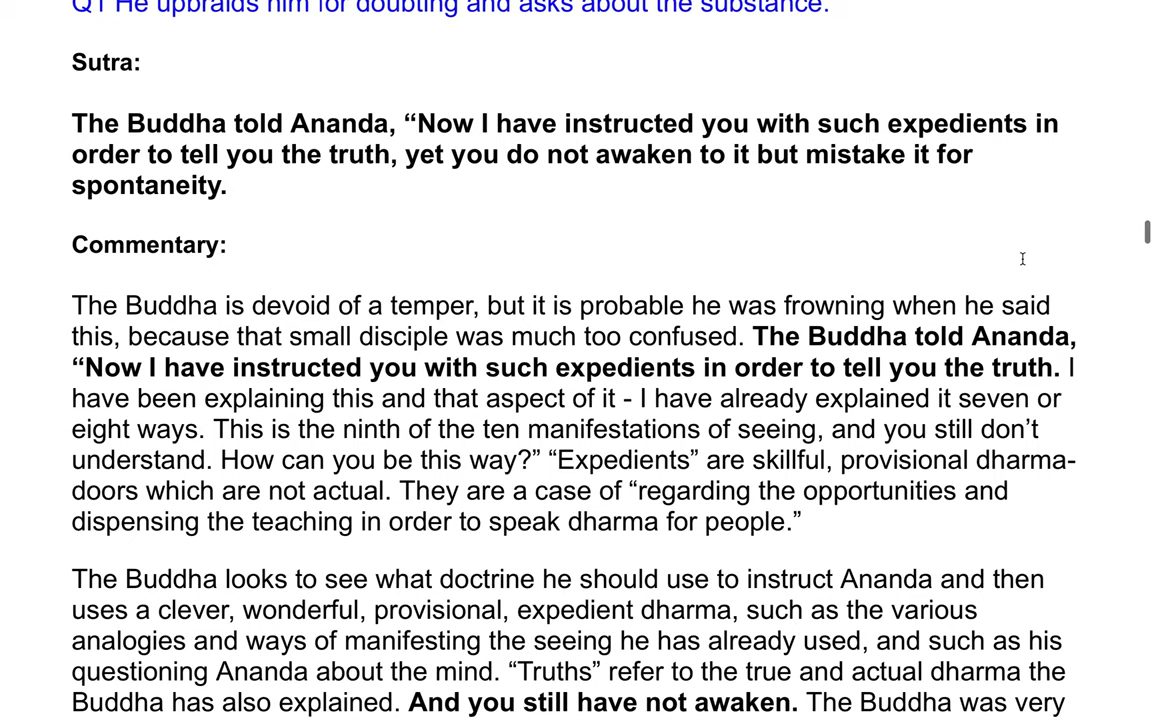 Q1 He upbraids him for doubting and asks about the substance.
Sutra:
The Buddha told Ananda, “Now I have instructed you with such expedients in
order to tell you the truth, yet you do not awaken to it but mistake it for
spontaneity.
Commentary:
The Buddha is devoid of a temper, but it is probable he was frowning when he said
this, because that small disciple was much too confused. The Buddha told Ananda,
“Now I have instructed you with such expedients in order to tell you the truth. I
have been explaining this and that aspect of it - I have already explained it seven or
eight ways. This is the ninth of the ten manifestations of seeing, and you still don’t
understand. How can you be this way?” “Expedients” are skillful, provisional dharma-
doors which are not actual. They are a case of “regarding the opportunities and
dispensing the teaching in order to speak dharma for people.”
The Buddha looks to see what doctrine he should use to instruct Ananda and then
uses a clever, wonderful, provisional, expedient dharma, such as the various
analogies and ways of manifesting the seeing he has already used, and such as his
questioning Ananda about the mind. “Truths” refer to the true and actual dharma the
Buddha has also explained. And you still have not awaken. The Buddha was very